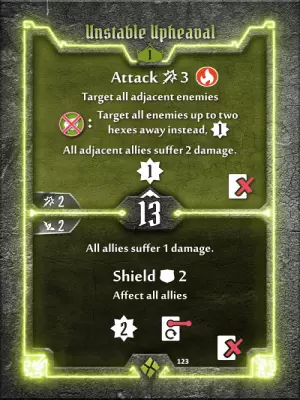 Unstable Upheaval
1
Attack 3
Target all adjacent enemies
: Target all enemies up to two
hexes away instead, 1
All adjacent allies suffer 2 damage.
1
2
13
2
All allies suffer 1 damage.
Shield 2
Affect all allies
2
123